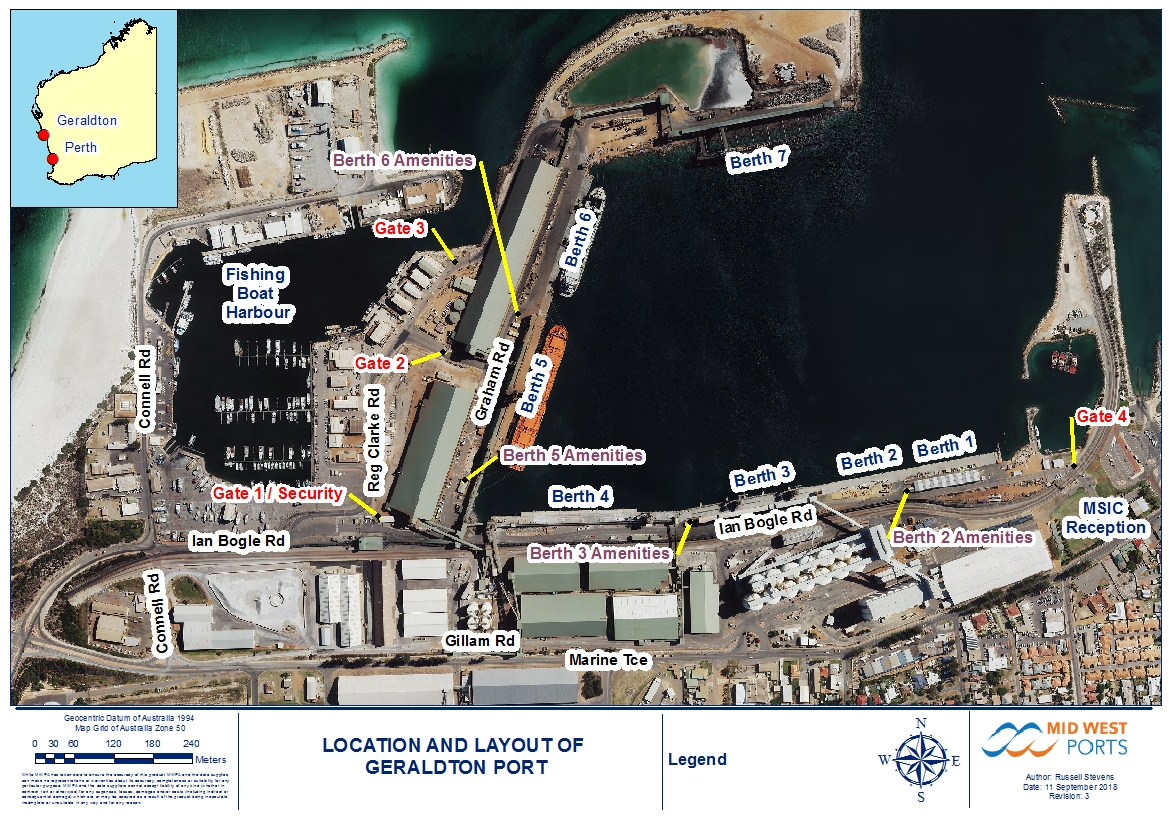 Geraldton
Perth
Berth 6 Amenities
Berth 7
Gate 3
Berth 6
Fishing
Boat
Harbour
Connell Rd
Gate 2
Graham Rd
Berth 5
Reg Clarke Rd
Gate 4
Berth 5 Amenities
Berth 1
Berth 2
Berth 3
Gate 1 / Security
Berth 4
MSIC
Reception
Ian Bogle Rd
Ian Bogle Rd
Berth 2 Amenities
Berth 3 Amenities
Connell Rd
Gillam Rd
Marine Tce
Geocentric Datum of Australia 1994
Map Grid of Australia Zone 50
0 30 60 120 180 240
Meters
LOCATION AND LAYOUT OF
GERALDTON PORT
Legend
N
W E
S
MID WEST
PORTS
Author: Russell Stevens
Date: 11 September 2018
Revision: 3